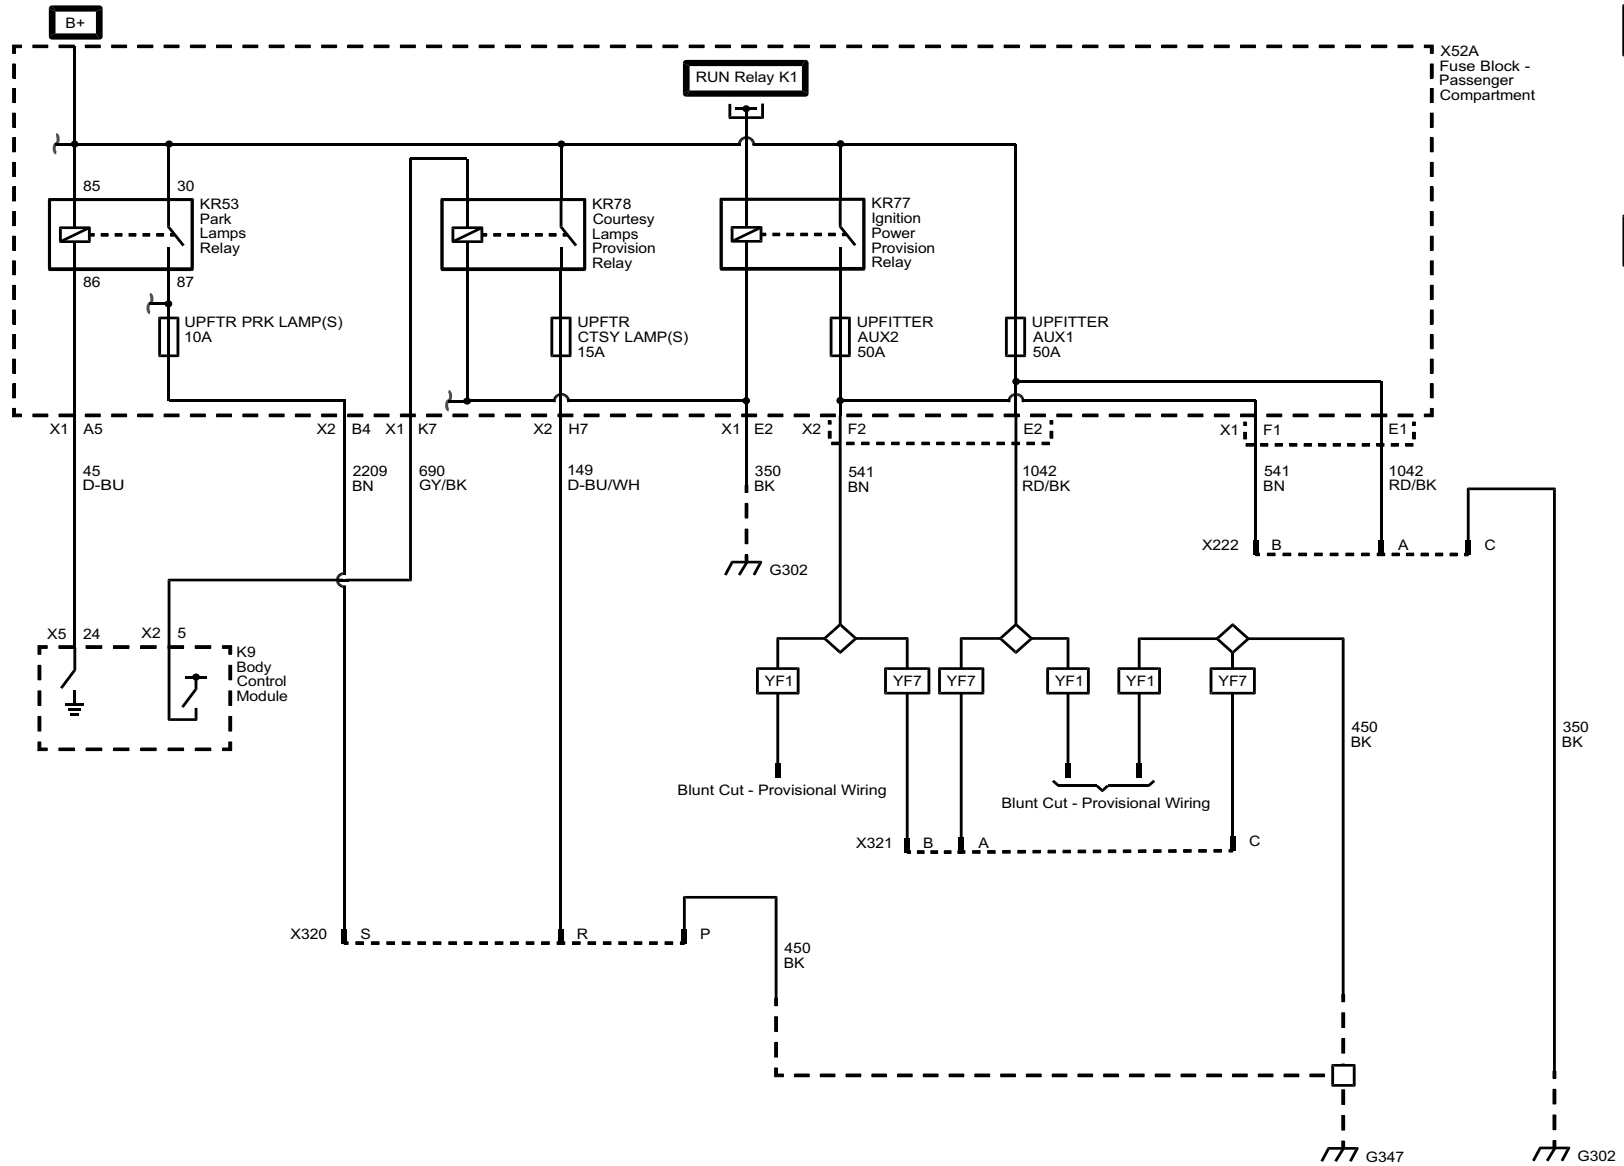 B+
X52A
Fuse Block -
Passenger
Compartment
RUN Relay K1
85
30
KR53
Park
Lamps
Relay
86
87
KR78
Courtesy
Lamps
Provision
Relay
KR77
Ignition
Power
Provision
Relay
UPFTR PRK LAMP(S)
10A
UPFTR
CTSY LAMP(S)
15A
UPFITTER
AUX2
50A
UPFITTER
AUX1
50A
X1 A5
X2 B4
X1 K7
X2 H7
X1 E2
X2 F2
E2
X1 F1
E1
45
D-BU
2209
BN
690
GY/BK
149
D-BU/WH
350
BK
541
BN
1042
RD/BK
541
BN
1042
RD/BK
X222 B A C
G302
X5 24
X2 5
K9
Body
Control
Module
YF1
YF7
YF7
YF1
YF1
YF7
450
BK
350
BK
Blunt Cut - Provisional Wiring
Blunt Cut - Provisional Wiring
X321 B A C
X320 S R P
450
BK
G347
G302